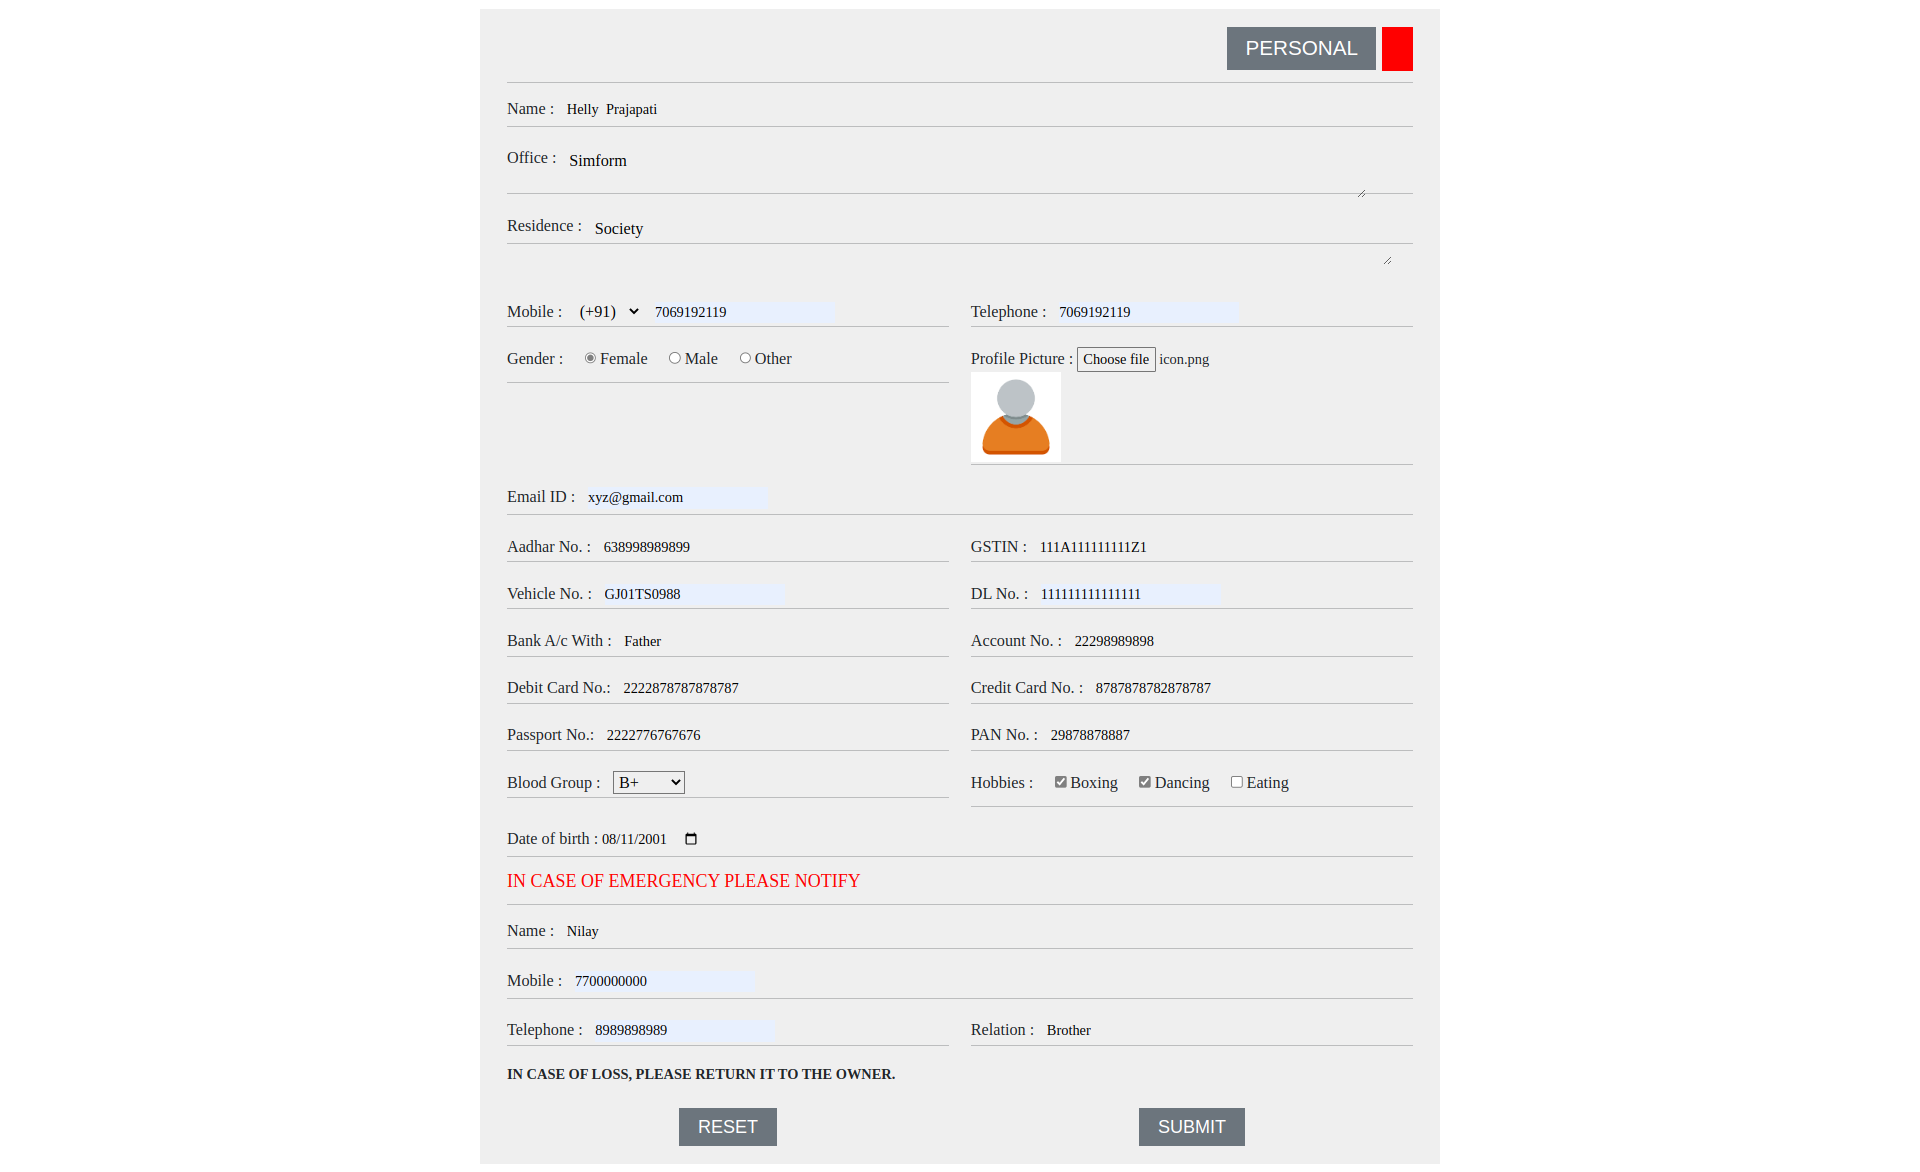 PERSONAL
Name : Helly  Prajapati
Office : Simform
Residence : Society
Mobile : (+91) 7069192119 Telephone : 7069192119
Gender : Female Male Other Profile Picture : Choose file icon.png
Email ID : xyz@gmail.com
Aadhar No. : 638998989899 GSTIN : 111A111111111Z1
Vehicle No. : GJ01TS0988 DL No. : 111111111111111
Bank A/c With : Father Account No. : 22298989898
Debit Card No.: 2222878787878787 Credit Card No. : 8787878782878787
Passport No.: 2222776767676 PAN No. : 29878878887
Blood Group : B+ Hobbies : Boxing Dancing Eating
Date of birth : 08/11/2001
IN CASE OF EMERGENCY PLEASE NOTIFY
Name : Nilay
Mobile : 7700000000
Telephone : 8989898989 Relation : Brother
IN CASE OF LOSS, PLEASE RETURN IT TO THE OWNER.
RESET SUBMIT